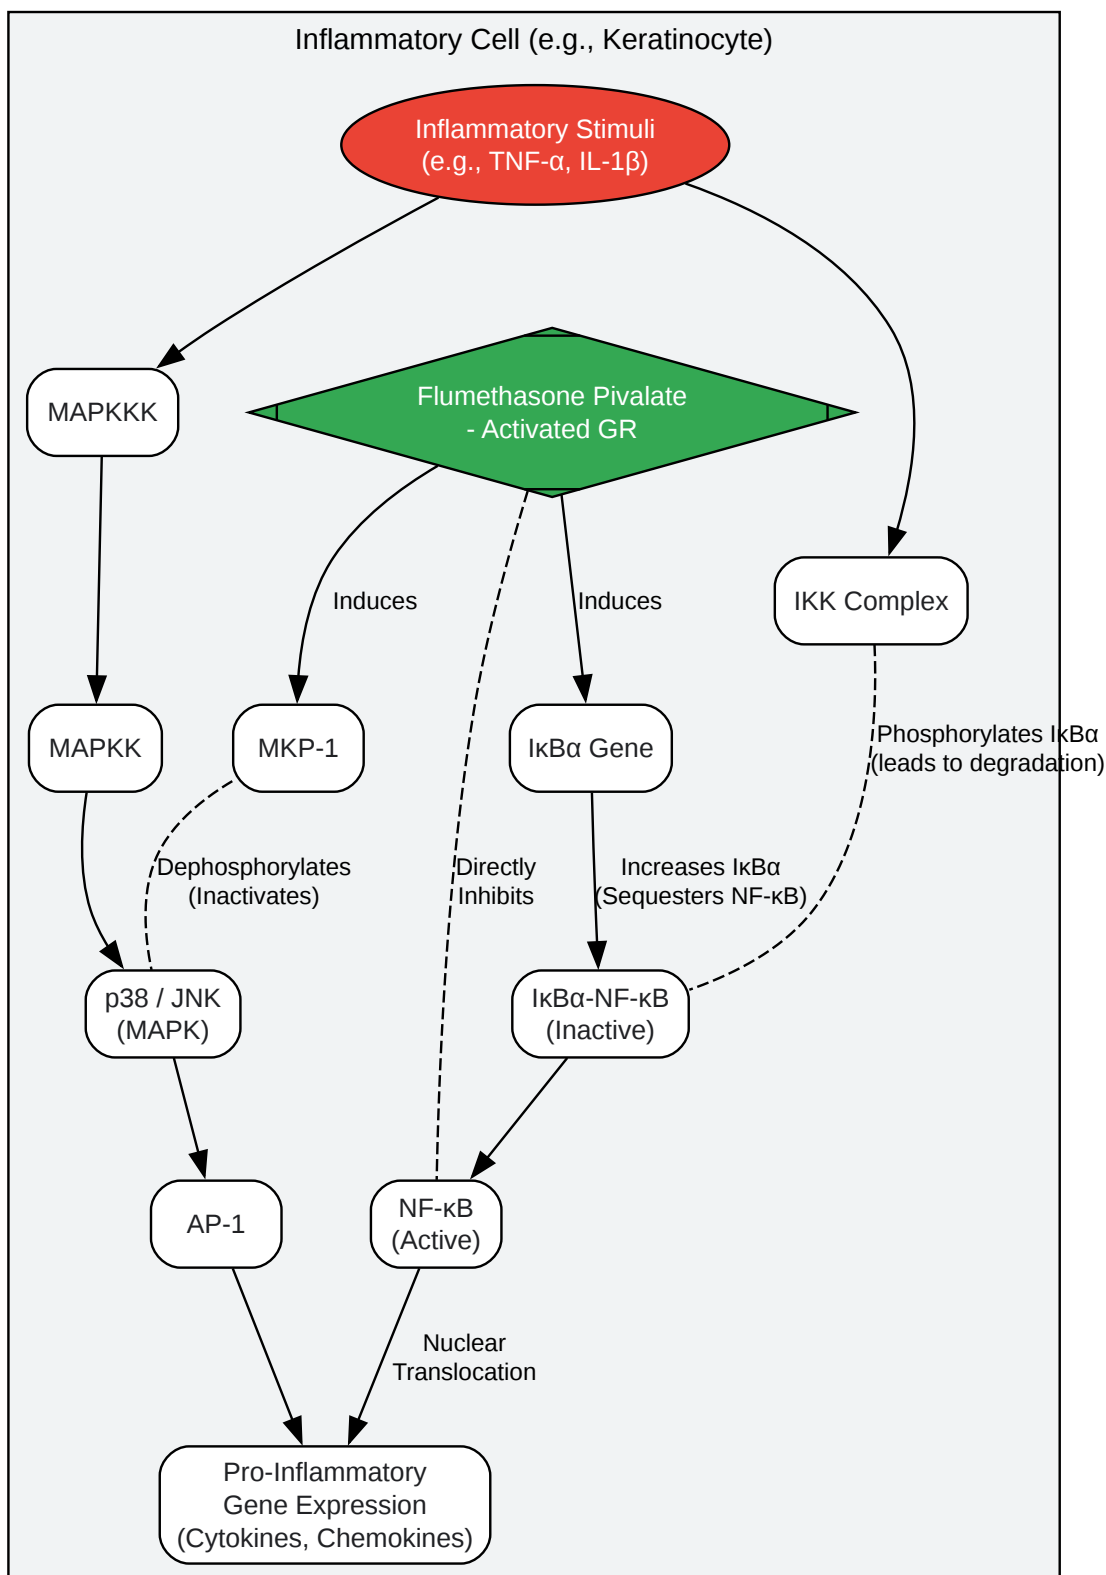 Inflammatory Cell (e.g., Keratinocyte)
Inflammatory Stimuli
(e.g., TNF-α, IL-1β)
MAPKKK
Flumethasone Pivalate
- Activated GR
Induces
Induces
IKK Complex
MAPKK
MKP-1
IκBα Gene
Phosphorylates IκBα
(leads to degradation)
Dephosphorylates
(Inactivates)
Directly
Inhibits
Increases IκBα
(Sequesters NF-κB)
p38 / JNK
(MAPK)
IκBα-NF-κB
(Inactive)
AP-1
NF-κB
(Active)
Nuclear
Translocation
Pro-Inflammatory
Gene Expression
(Cytokines, Chemokines)